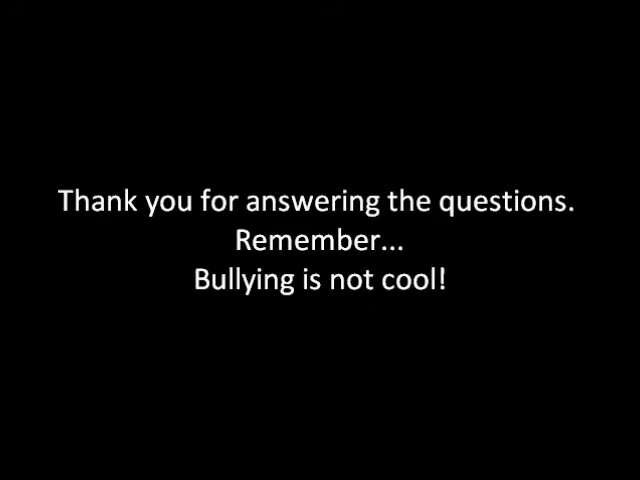 Thank you for answering the questions.
Remember...
Bullying is not cool!